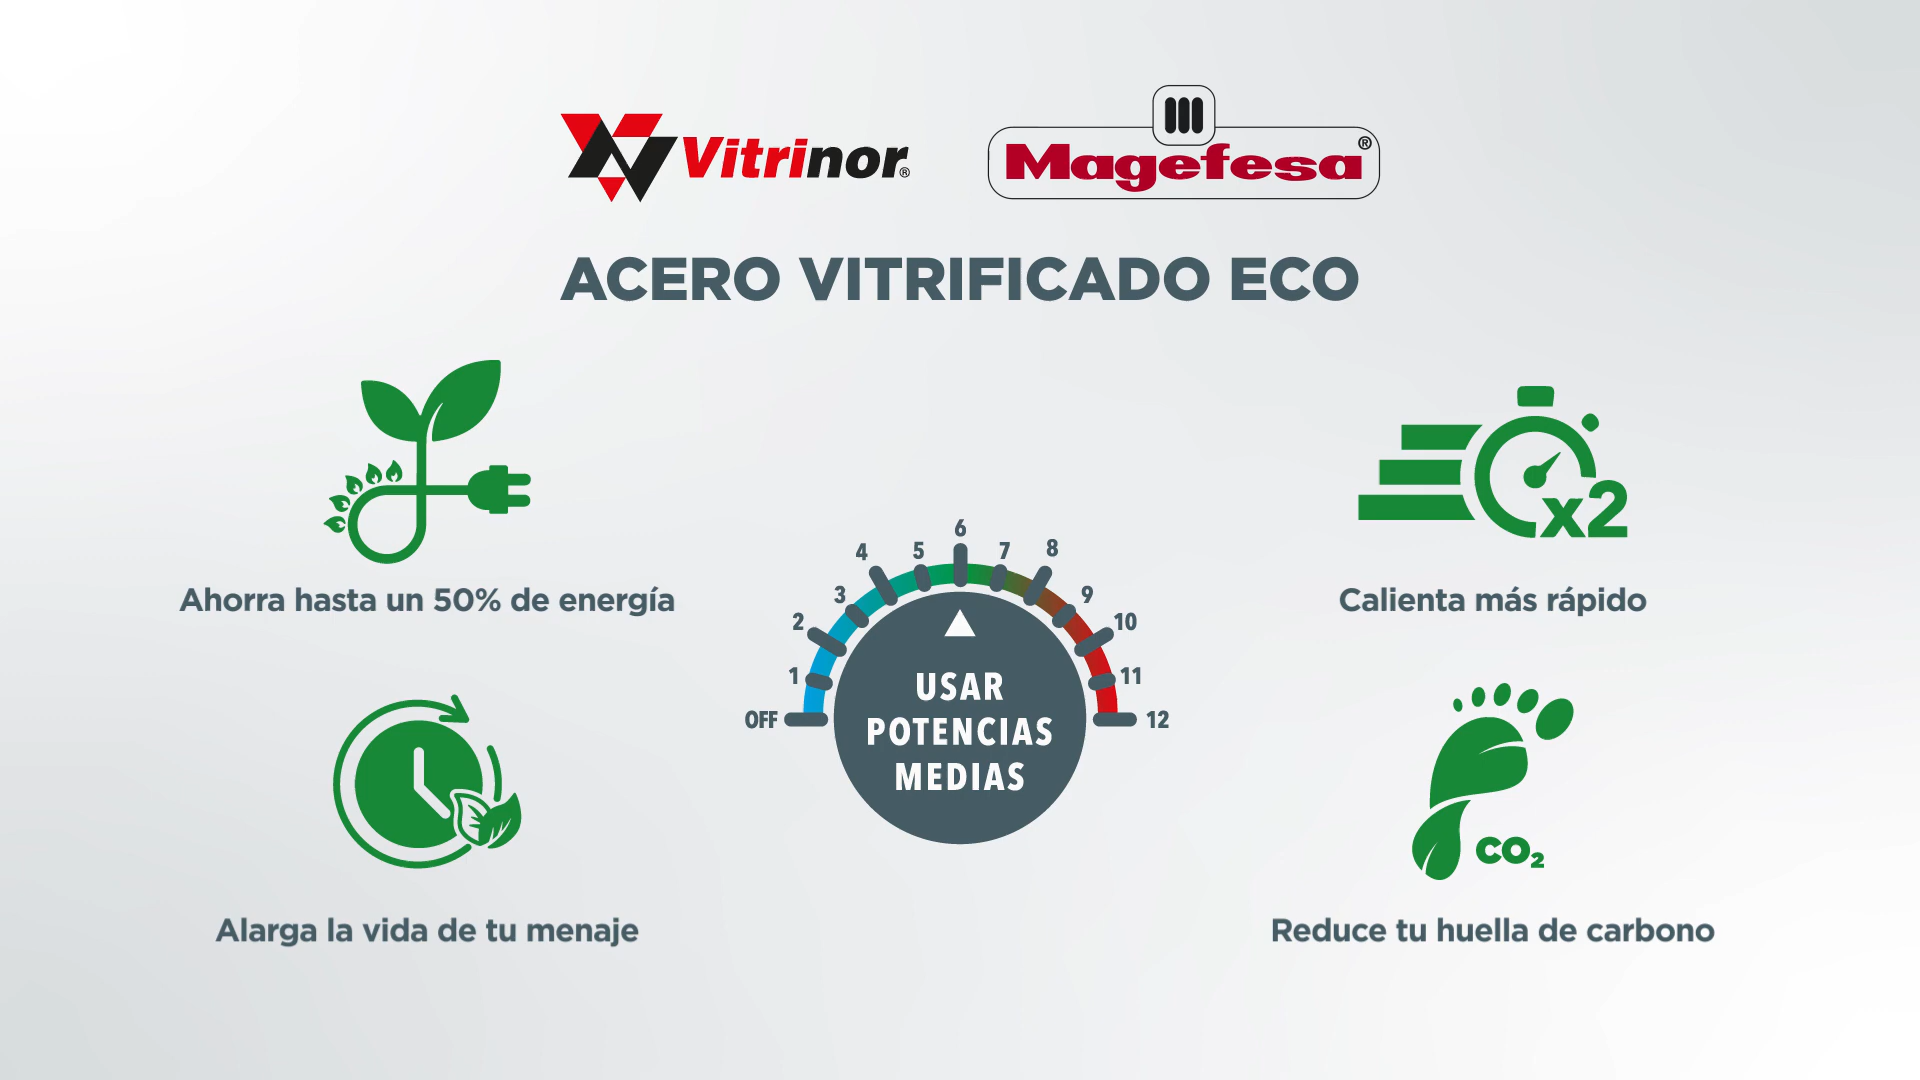 Vitrinor®
Magefesa®
ACERO VITRIFICADO ECO
Ahorra hasta un 50% de energía
x2
Calienta más rápido
OFF 1 2 3 4 5 6 7 8 9 10 11 12
USAR
POTENCIAS
MEDIAS
Alarga la vida de tu menaje
CO₂
Reduce tu huella de carbono